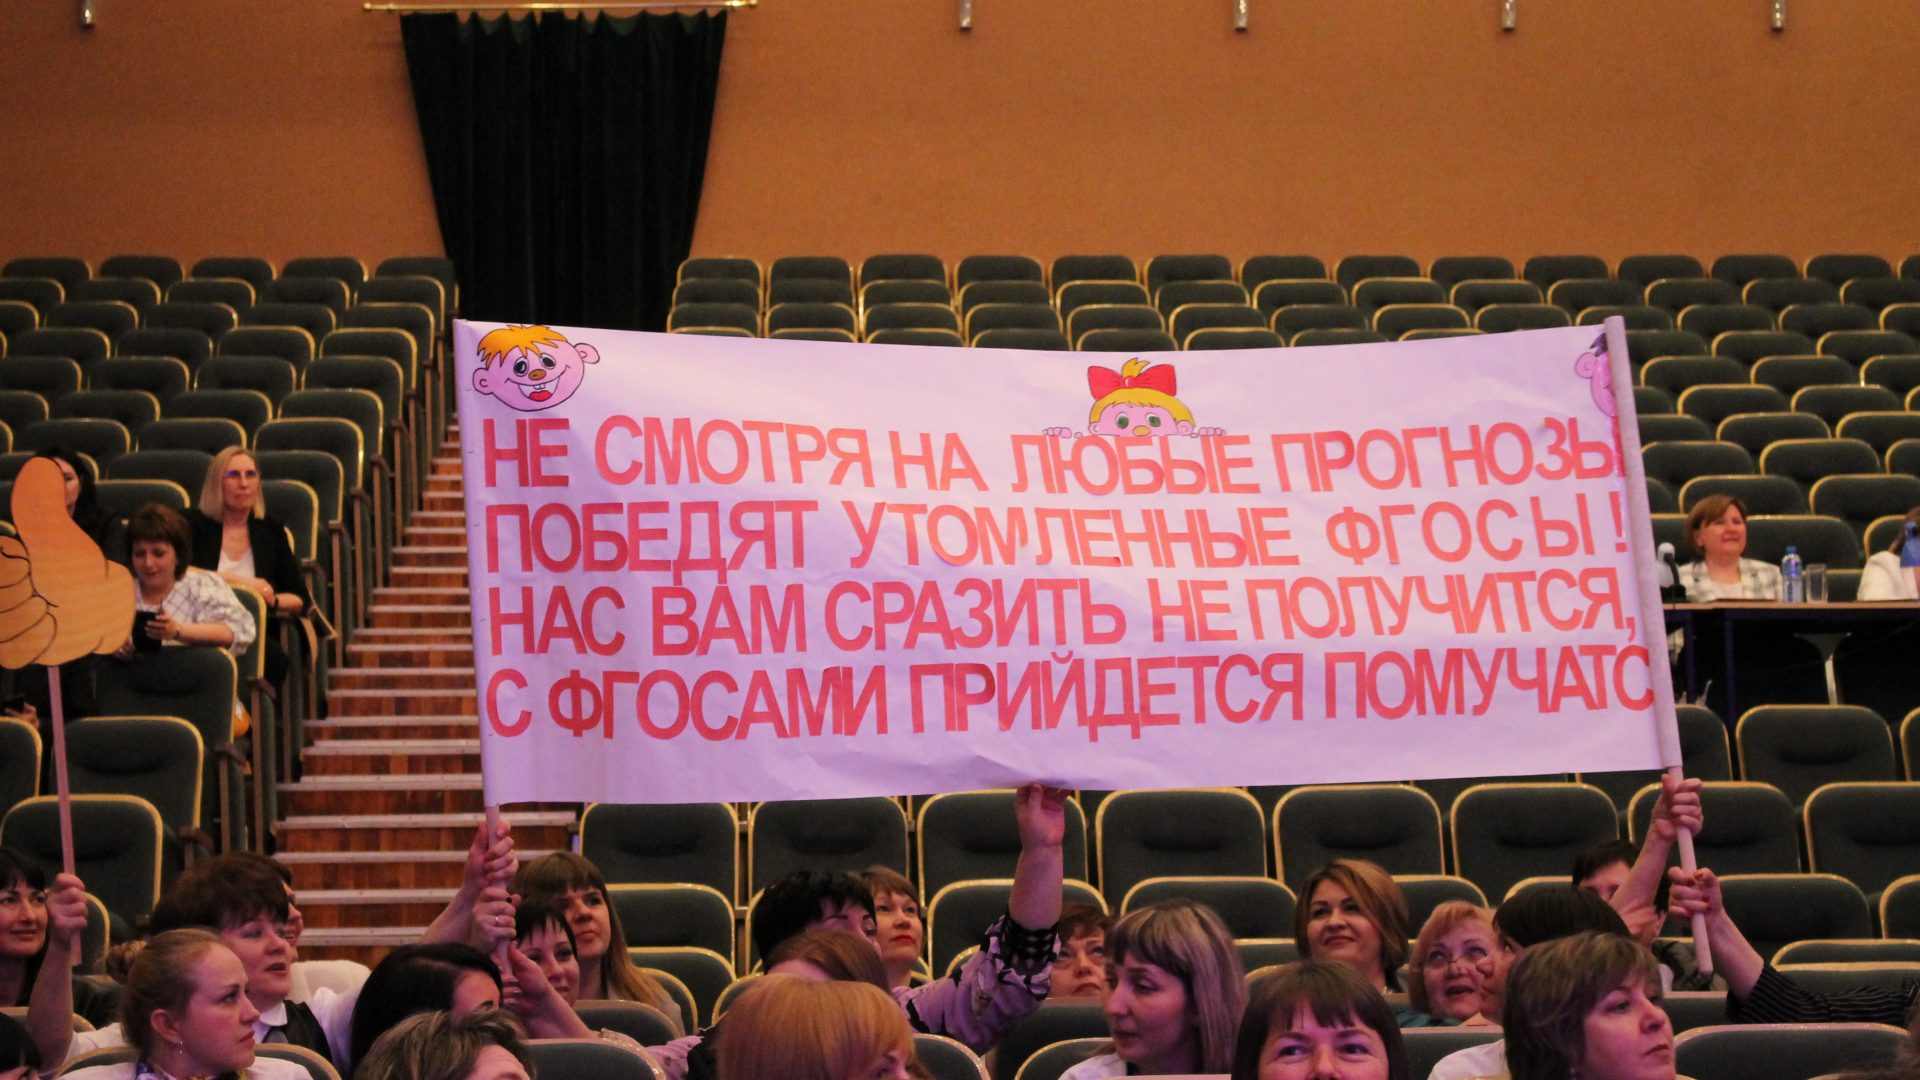 НЕ СМОТРЯ НА ЛЮБЫЕ ПРОГНОЗЫ
ПОБЕДЯТ УТОМЛЕННЫЕ ФГОСЫ!
НАС ВАМ СРАЗИТЬ НЕ ПОЛУЧИТСЯ,
С ФГОСАМИ ПРИЙДЕТСЯ ПОМУЧАТС